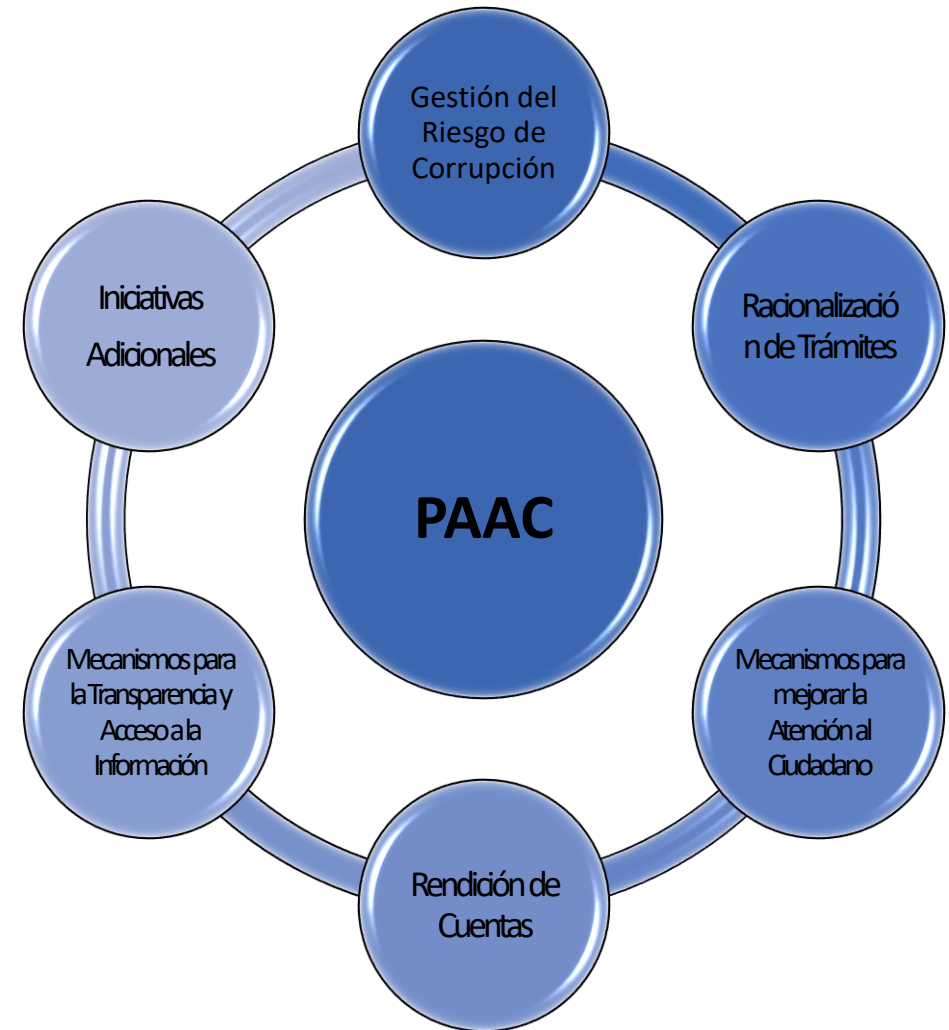 Gestión del
Riesgo de
Corrupción
Racionalizació
n de Trámites
Mecanismos para
mejorar la
Atención al
Ciudadano
Rendición de
Cuentas
Mecanismos para
la Transparencia y
Acceso a la
Información
Iniciativas
Adicionales
PAAC